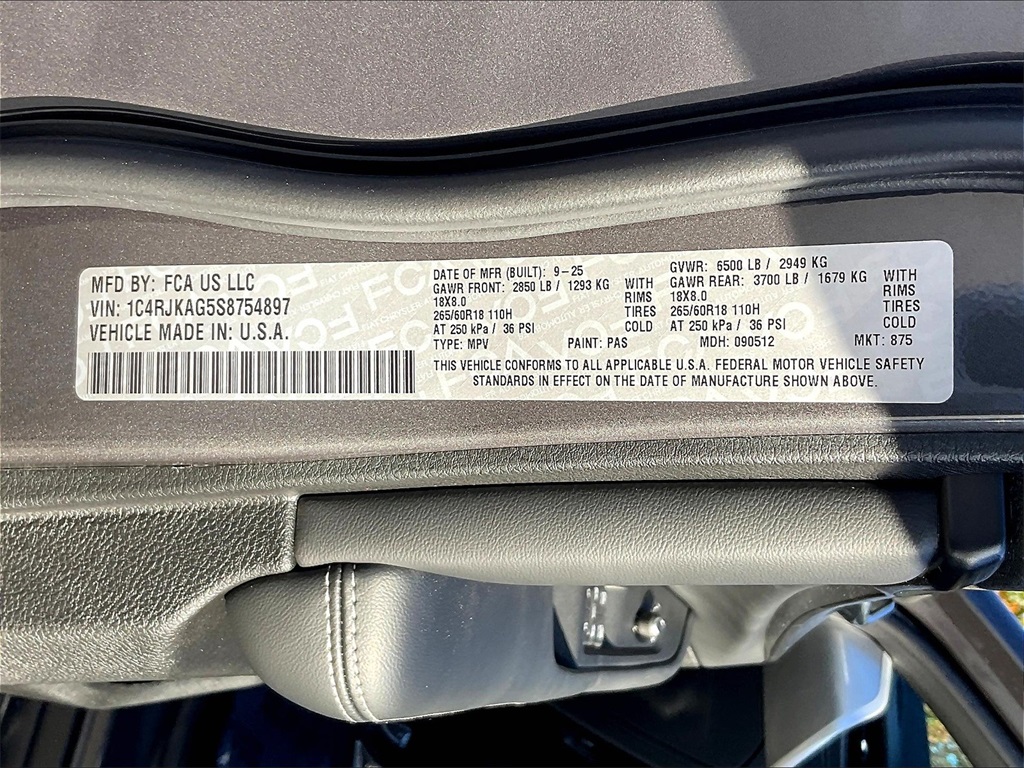 MFD BY: FCA US LLC
VIN: 1C4RJKAG5S8754897
VEHICLE MADE IN: U.S.A.
DATE OF MFR (BUILT): 9-25
GAWR FRONT: 2850 LB / 1293 KG WITH
18X8.0 RIMS
265/60R18 110H TIRES
AT 250 kPa / 36 PSI COLD
TYPE: MPV PAINT: PAS MDH: 090512 MKT: 875
GVWR: 6500 LB / 2949 KG
GAWR REAR: 3700 LB / 1679 KG WITH
18X8.0 RIMS
265/60R18 110H TIRES
AT 250 kPa / 36 PSI COLD
THIS VEHICLE CONFORMS TO ALL APPLICABLE U.S.A. FEDERAL MOTOR VEHICLE SAFETY
STANDARDS IN EFFECT ON THE DATE OF MANUFACTURE SHOWN ABOVE.